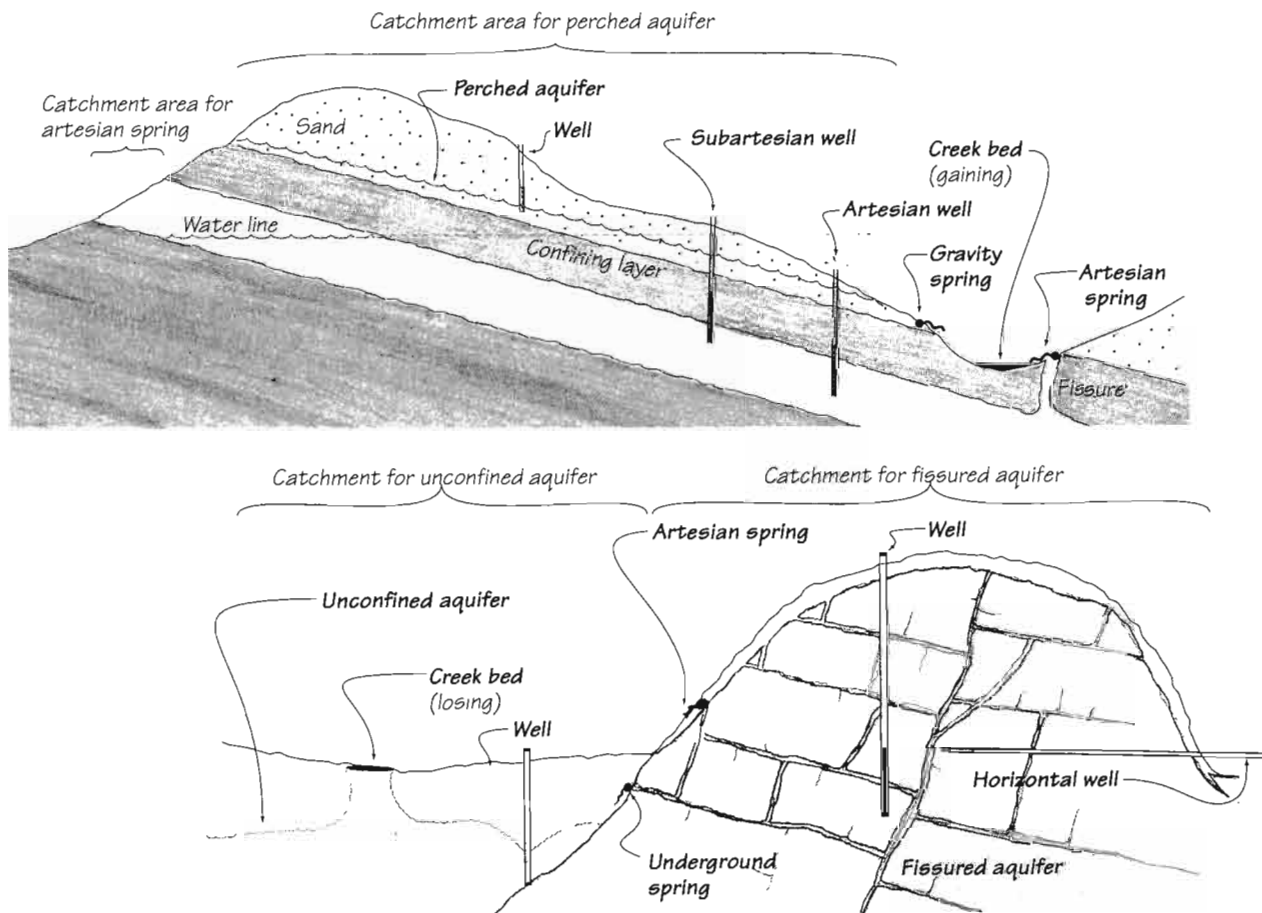 Catchment area for perched aquifer
Catchment area for
artesian spring
Perched aquifer
Sand
Well
Subartesian well
Creek bed
(gaining)
Artesian well
Water line
Confining layer
Gravity
spring
Artesian
spring
Fissure
Catchment for unconfined aquifer
Catchment for fissured aquifer
Artesian spring
Well
Unconfined aquifer
Creek bed
(losing)
Well
Horizontal well
Underground
spring
Fissured aquifer